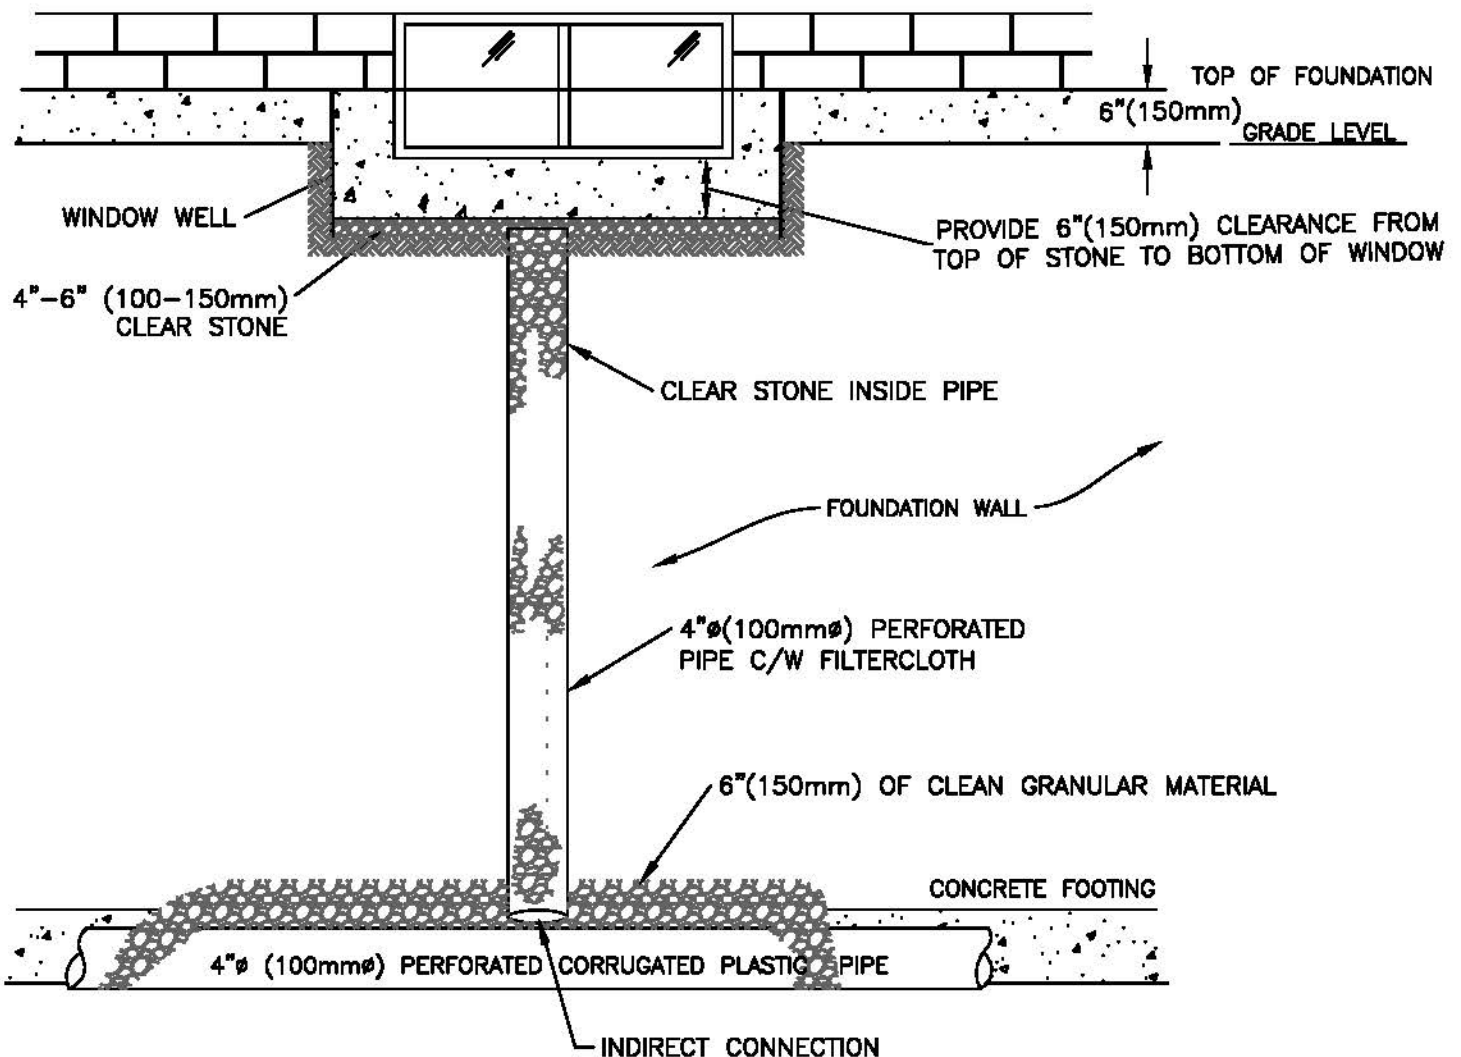 TOP OF FOUNDATION
6"(150mm)
GRADE LEVEL
WINDOW WELL
PROVIDE 6"(150mm) CLEARANCE FROM
TOP OF STONE TO BOTTOM OF WINDOW
4"-6" (100-150mm)
CLEAR STONE
CLEAR STONE INSIDE PIPE
FOUNDATION WALL
4"ø(100mmø) PERFORATED
PIPE C/W FILTERCLOTH
6"(150mm) OF CLEAN GRANULAR MATERIAL
CONCRETE FOOTING
4"ø (100mmø) PERFORATED CORRUGATED PLASTIC PIPE
INDIRECT CONNECTION